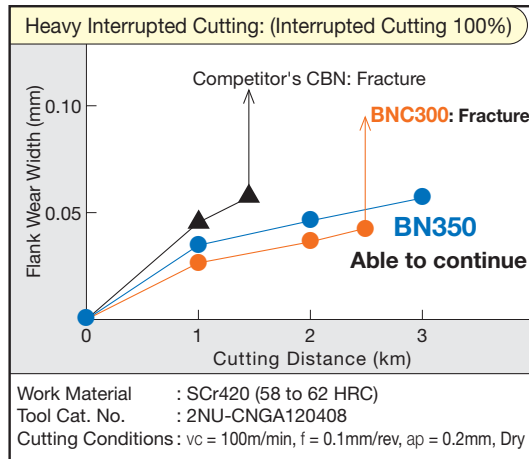 Heavy Interrupted Cutting: (Interrupted Cutting 100%)
Competitor's CBN: Fracture
0.10
BNC300: Fracture
Flank Wear Width (mm)
0.05
BN350
Able to continue
0
1
2
3
Cutting Distance (km)
Work Material : SCr420 (58 to 62 HRC)
Tool Cat. No. : 2NU-CNGA120408
Cutting Conditions : vc = 100m/min, f = 0.1mm/rev, ap = 0.2mm, Dry